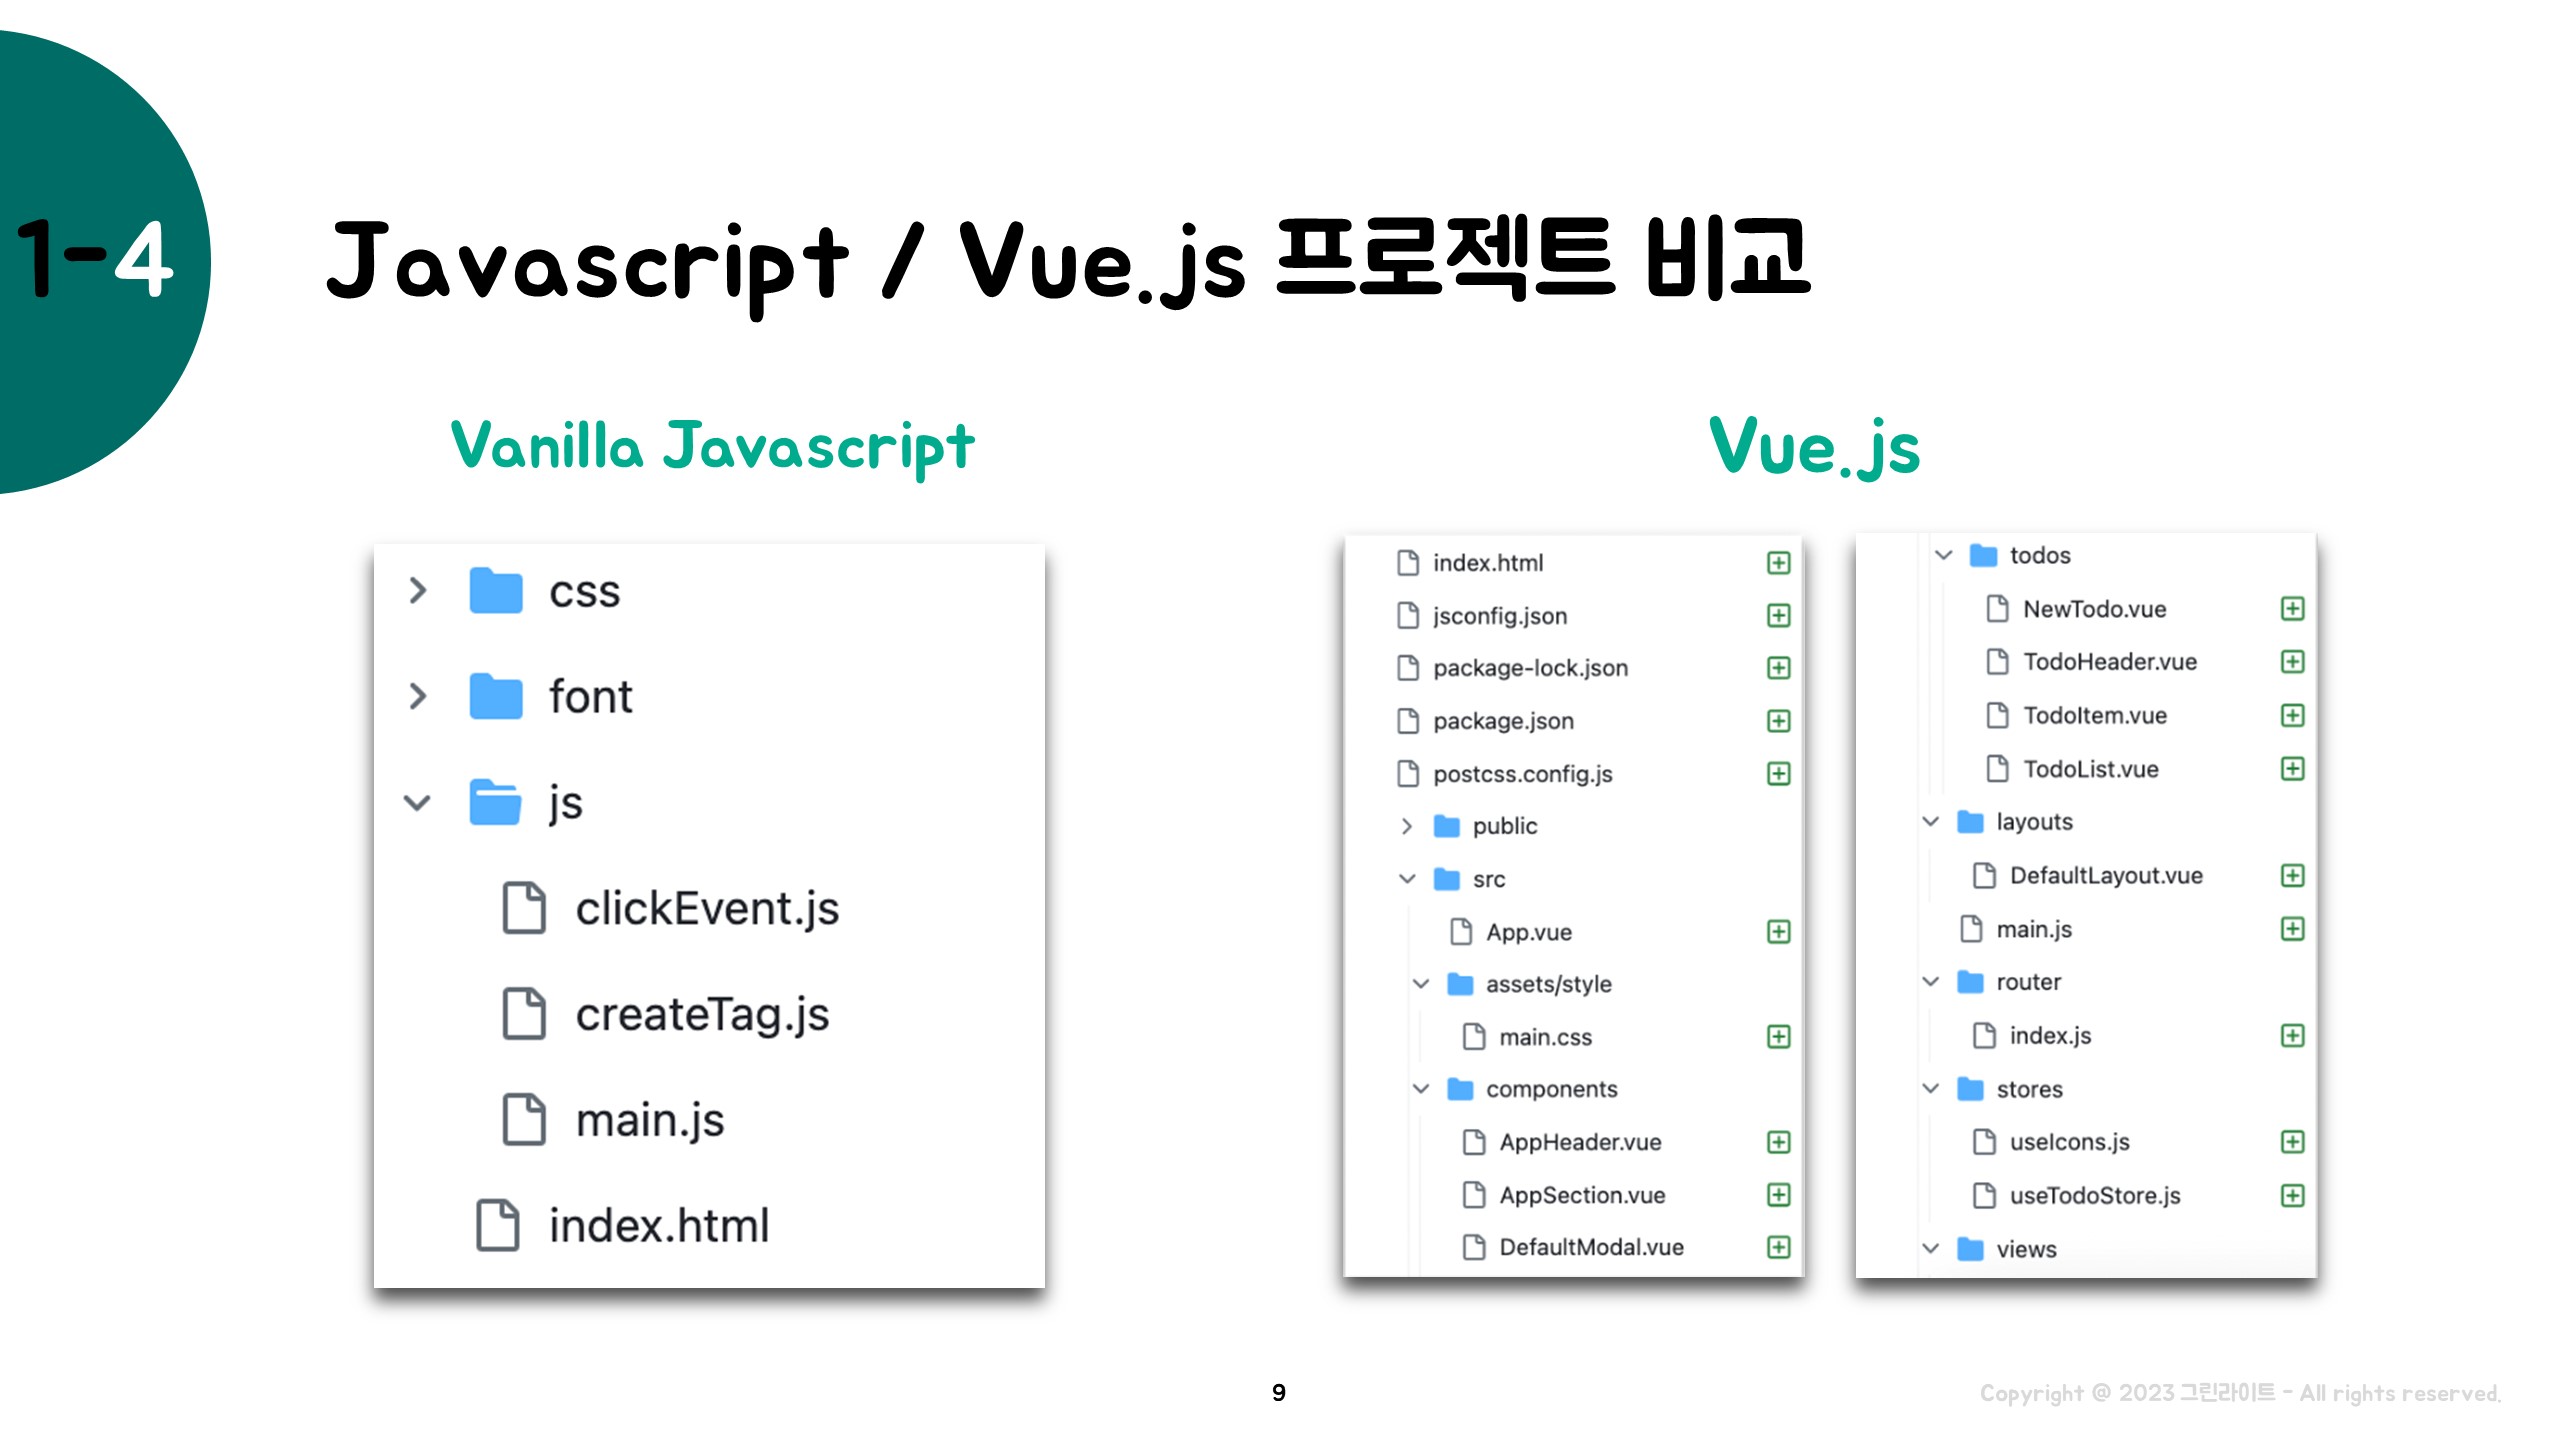 1-4
Javascript / Vue.js 프로젝트 비교
Vanilla Javascript
css
font
js
clickEvent.js
createTag.js
main.js
index.html
Vue.js
index.html
jsconfig.json
package-lock.json
package.json
postcss.config.js
public
src
App.vue
assets/style
main.css
components
AppHeader.vue
AppSection.vue
DefaultModal.vue
todos
NewTodo.vue
TodoHeader.vue
TodoItem.vue
TodoList.vue
layouts
DefaultLayout.vue
main.js
router
index.js
stores
useIcons.js
useTodoStore.js
views
9
Copyright @ 2023 그린라이트 - All rights reserved.